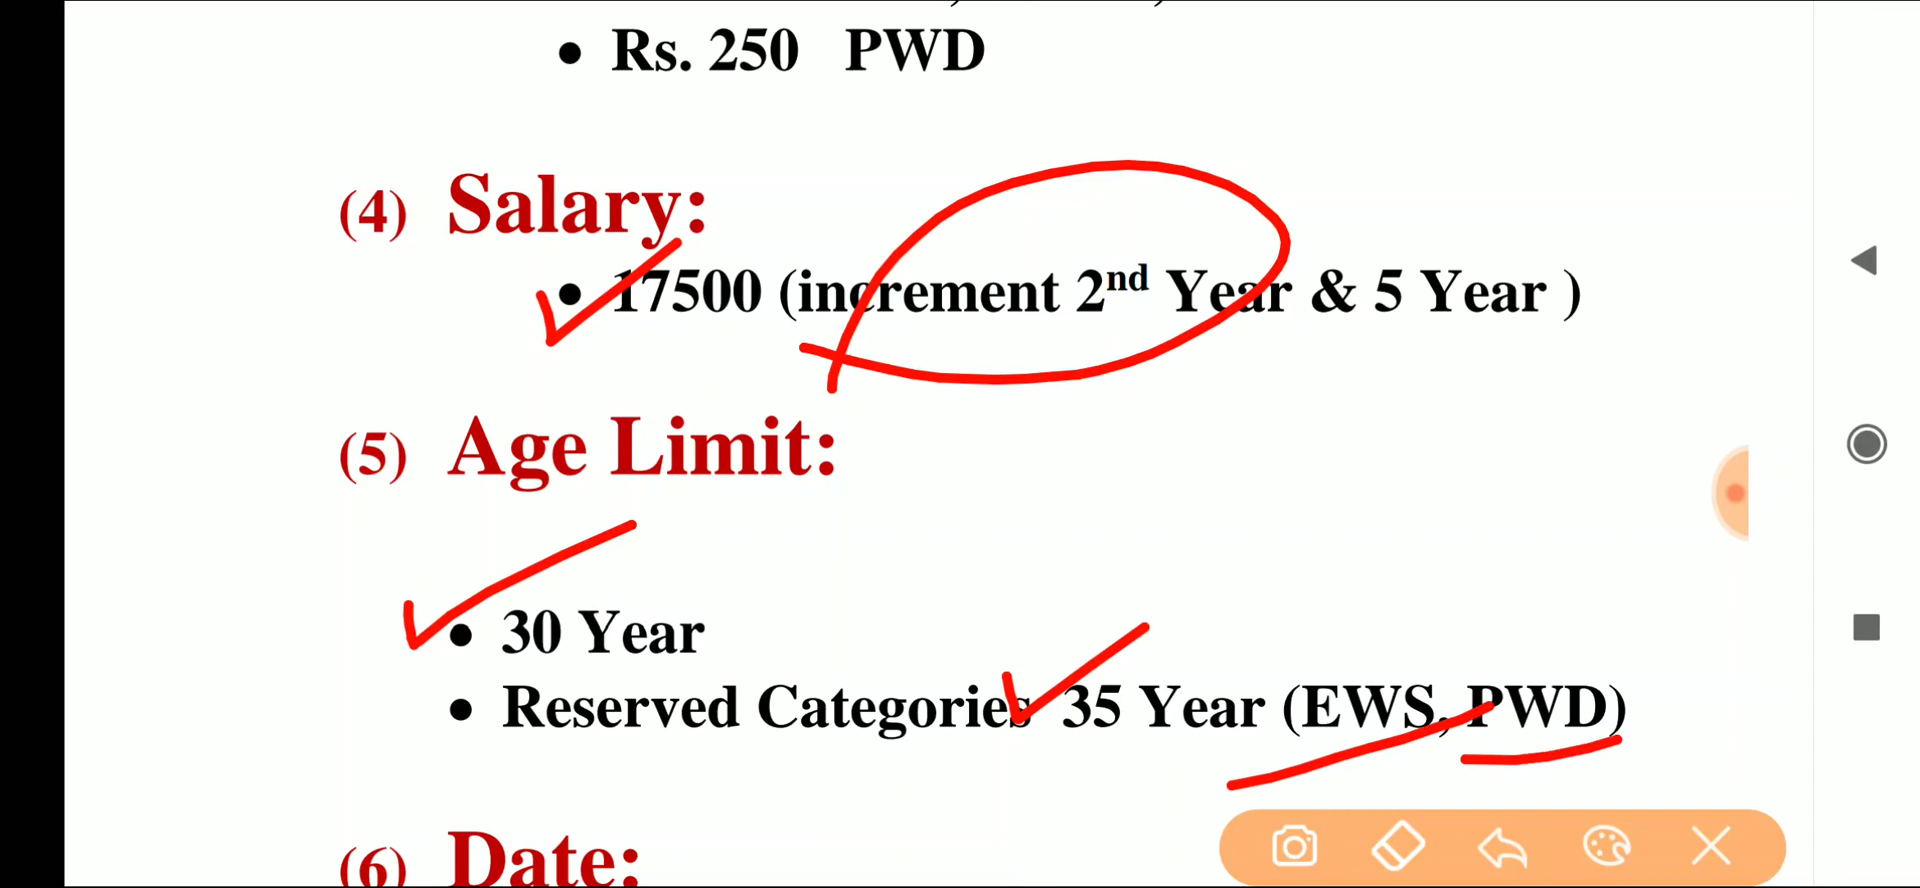 • Rs. 250 PWD
(4) Salary:
• 17500 (increment 2nd Year & 5 Year )
(5) Age Limit:
• 30 Year
• Reserved Categories 35 Year (EWS, PWD)
(6) Date: